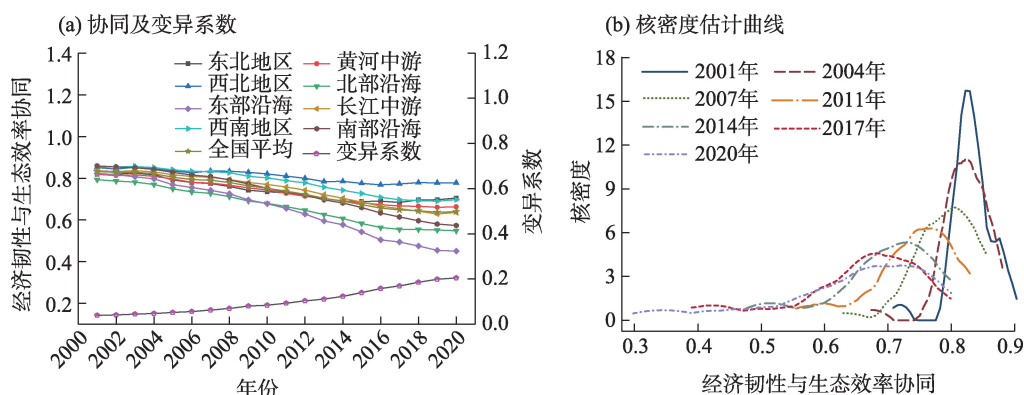 (a) 协同及变异系数
经济韧性与生态效率协同
1.4
1.2
1.0
0.8
0.6
0.4
0.2
东北地区
黄河中游
西北地区
北部沿海
东部沿海
长江中游
西南地区
南部沿海
全国平均
变异系数
1.2
1.0
0.8
0.6
0.4
0.2
0.0
变异系数
2000
2002
2004
2006
2008
2010
2012
2014
2016
2018
2020
年份
(b) 核密度估计曲线
核密度
18
15
12
9
6
3
0
2001年
2004年
2007年
2011年
2014年
2017年
2020年
0.3
0.4
0.5
0.6
0.7
0.8
0.9
经济韧性与生态效率协同